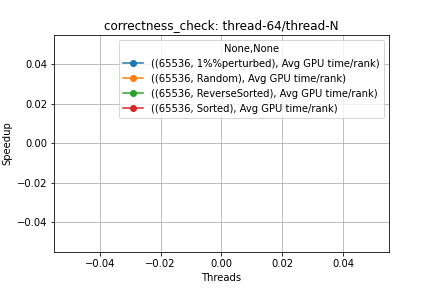 correctness_check: thread-64/thread-N
None,None
((65536, 1%%perturbed), Avg GPU time/rank)
((65536, Random), Avg GPU time/rank)
((65536, ReverseSorted), Avg GPU time/rank)
((65536, Sorted), Avg GPU time/rank)
Speedup
0.04
0.02
0.00
−0.02
−0.04
−0.04
−0.02
0.00
0.02
0.04
Threads